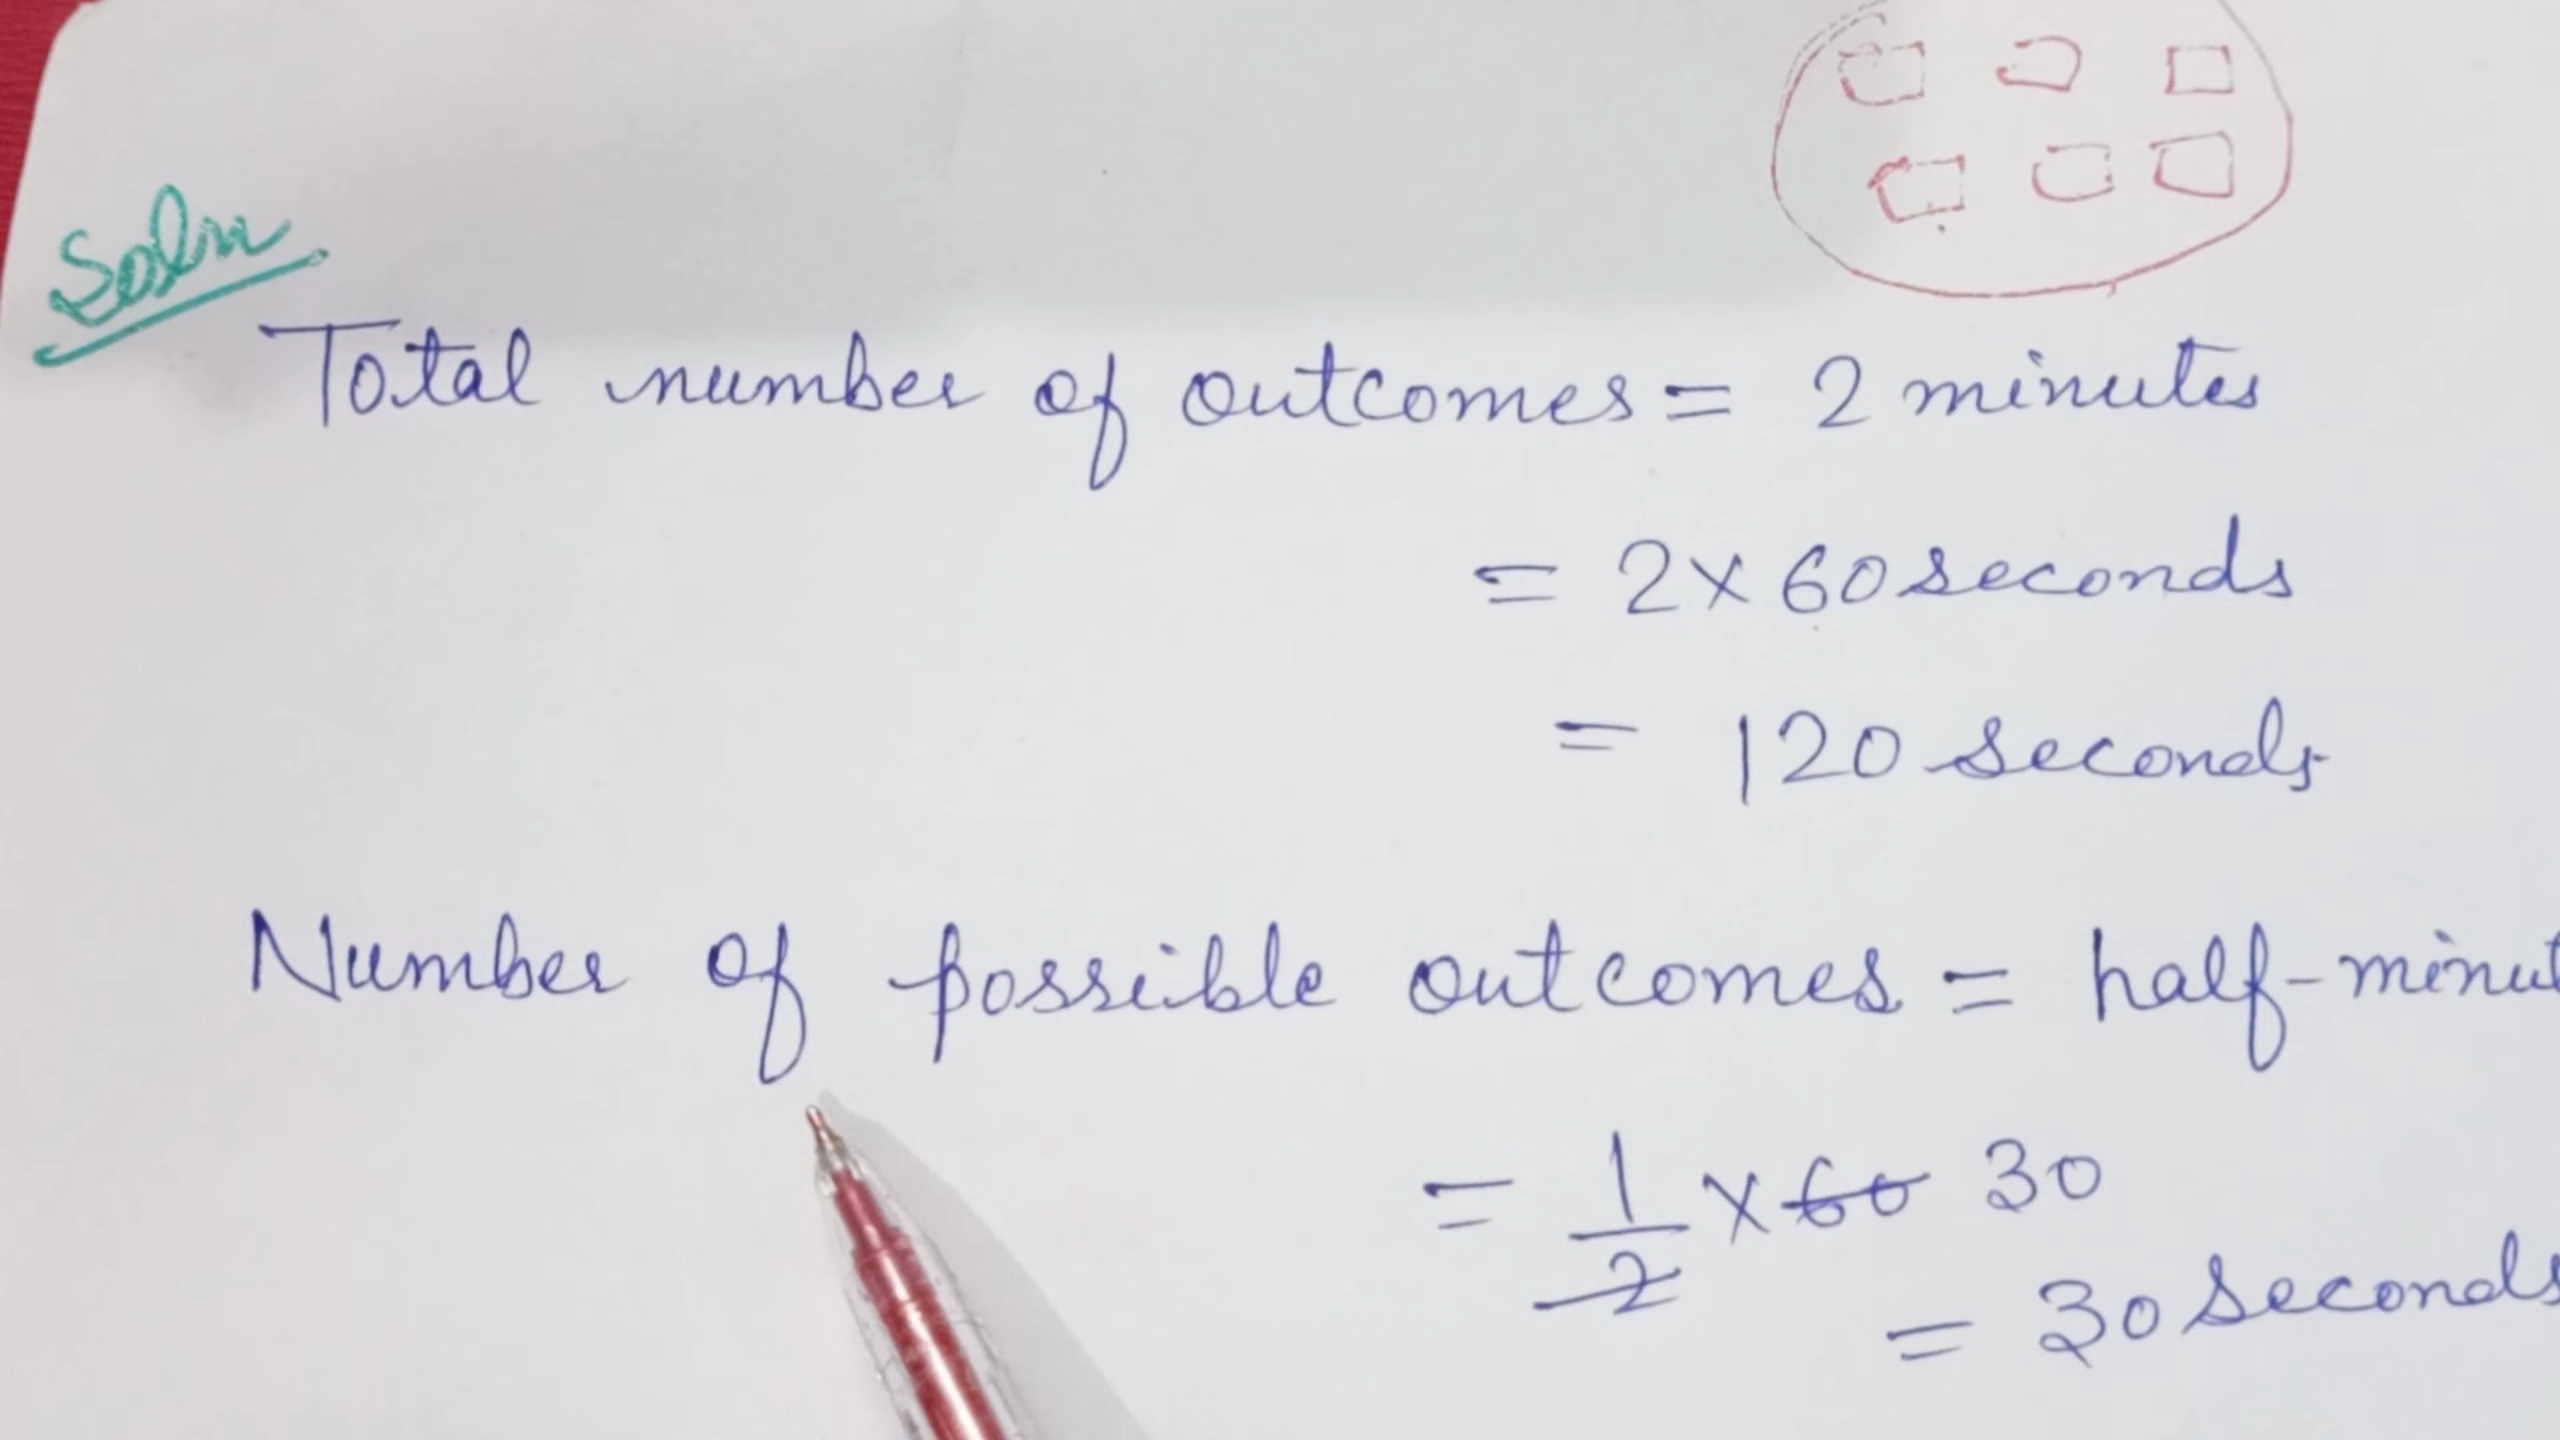 Soln
Total number of outcomes = 2 minutes
= 2 × 60 seconds
= 120 seconds
Number of possible outcomes = half-minut
= 1/2 × 60 30
= 30 seconds